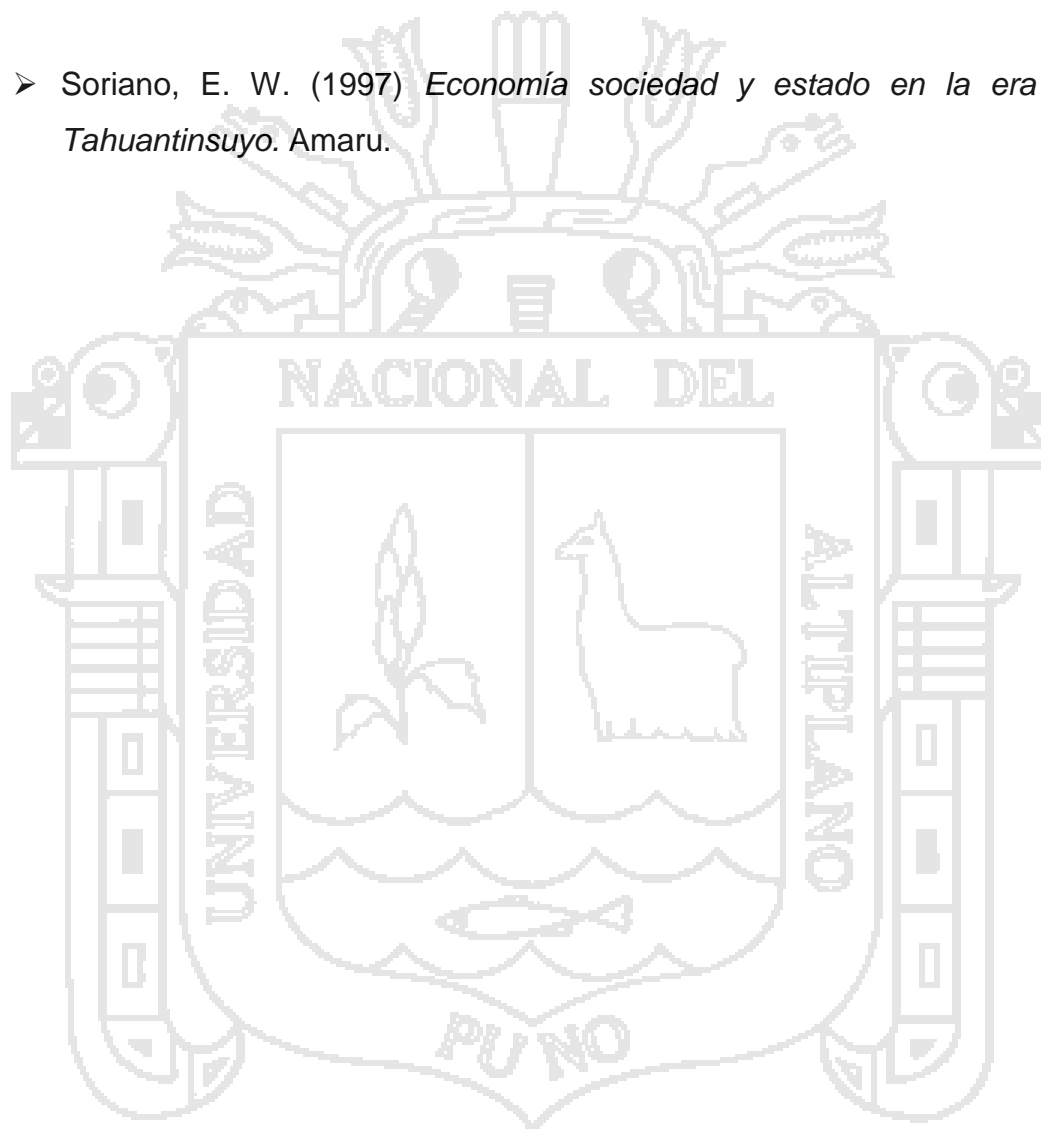 ➢ Soriano, E. W. (1997) Economía sociedad y estado en la era
Tahuantinsuyo. Amaru.
NACIONAL DEL
UNIVERSIDAD
ALTIPLANO
PUNO